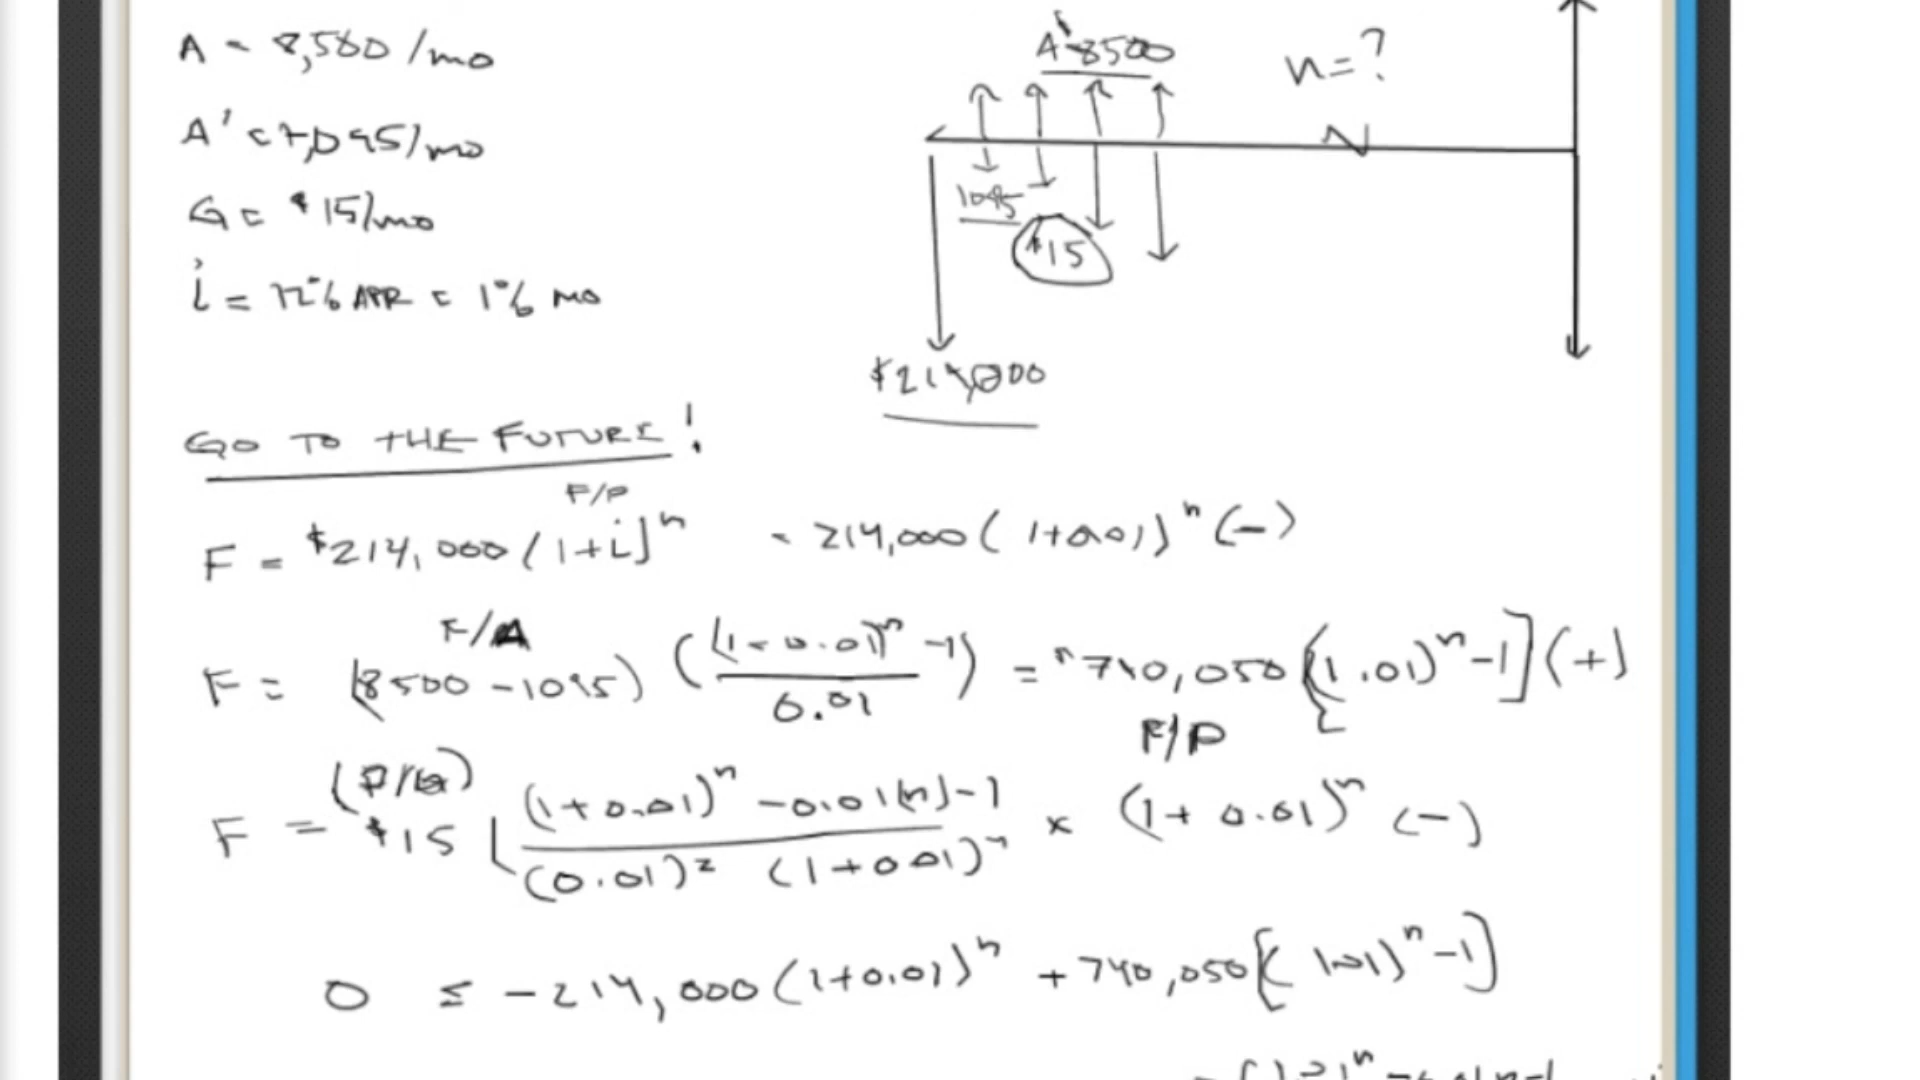 A = 8,500 /mo
A' = 1,095/mo
G = $15/mo
i = 12% APR = 1% mo
A $8500
n=?
1095
$15
$214,000
GO TO THE FUTURE!
F/P
F = $214,000 (1+i)ⁿ = 214,000 (1+0.01)ⁿ (-)
F/A
F = (8500 - 1095) ((1+0.01)ⁿ -1) / 0.01 = 740,050 [(1.01)ⁿ -1] (+)
(P/G)
F/P
F = $15 [(1+0.01)ⁿ - 0.01(n) - 1 / (0.01)² (1+0.01)ⁿ × (1+0.01)ⁿ (-)
0 = -214,000 (1+0.01)ⁿ + 740,050 [(1.01)ⁿ -1]